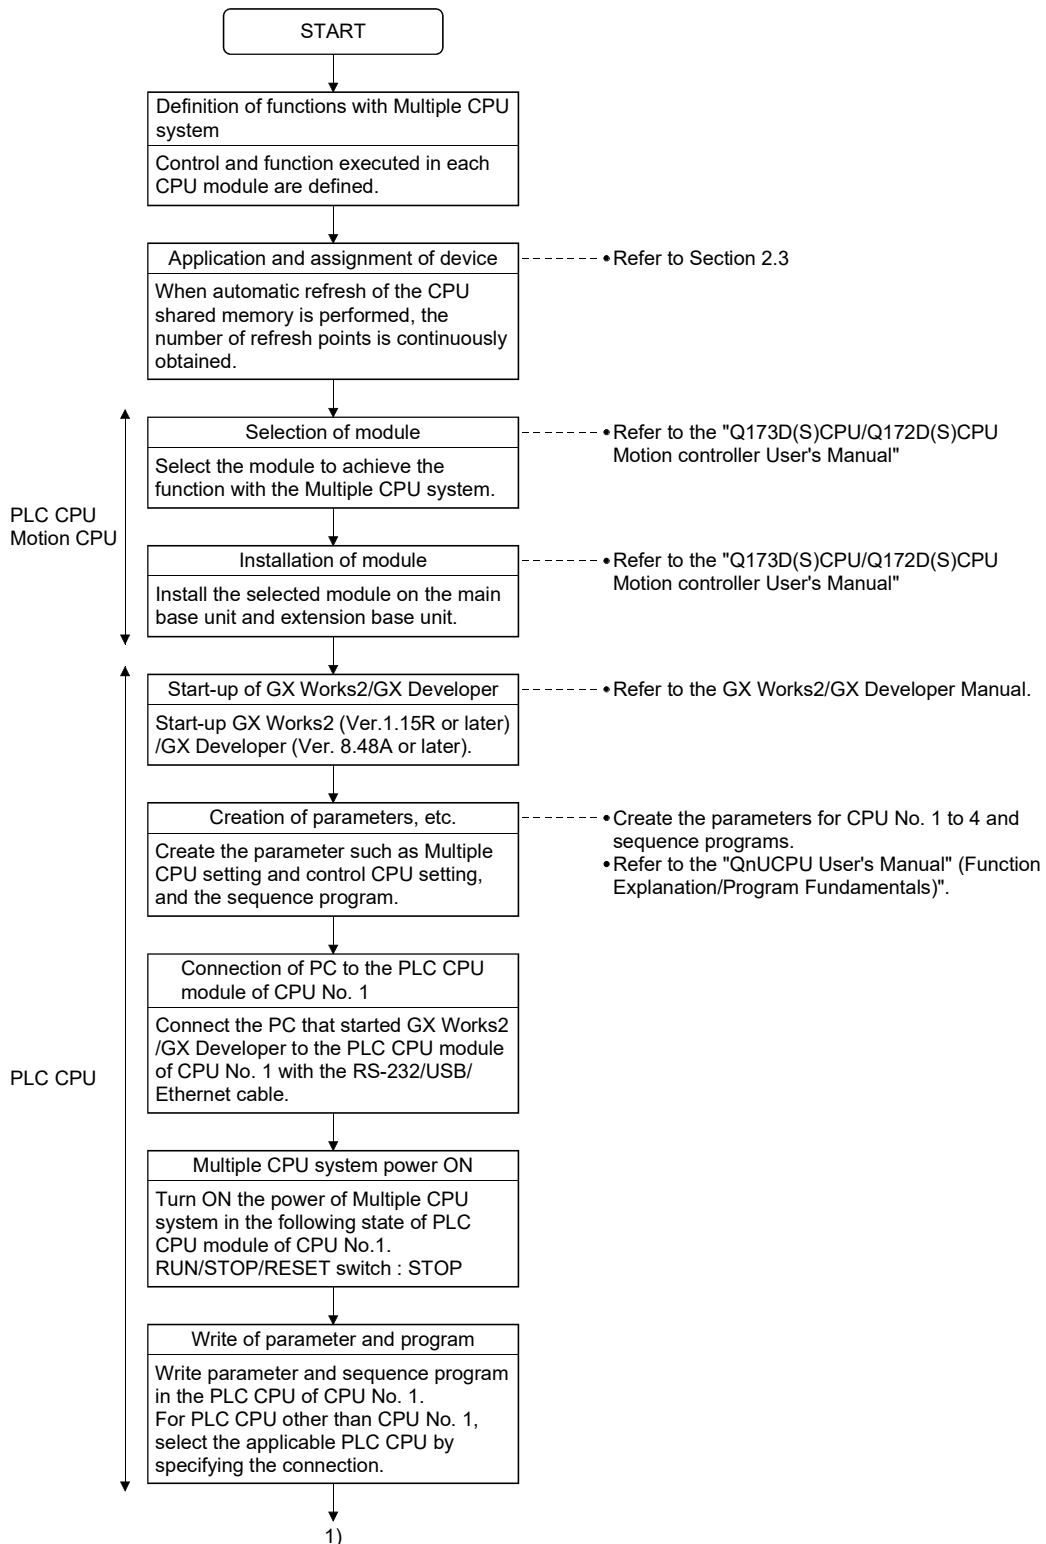 START
Definition of functions with Multiple CPU
system
Control and function executed in each
CPU module are defined.
Application and assignment of device
• Refer to Section 2.3
When automatic refresh of the CPU
shared memory is performed, the
number of refresh points is continuously
obtained.
Selection of module
• Refer to the "Q173D(S)CPU/Q172D(S)CPU
Motion controller User's Manual"
Select the module to achieve the
function with the Multiple CPU system.
PLC CPU
Motion CPU
Installation of module
• Refer to the "Q173D(S)CPU/Q172D(S)CPU
Motion controller User's Manual"
Install the selected module on the main
base unit and extension base unit.
Start-up of GX Works2/GX Developer
• Refer to the GX Works2/GX Developer Manual.
Start-up GX Works2 (Ver.1.15R or later)
/GX Developer (Ver. 8.48A or later).
Creation of parameters, etc.
• Create the parameters for CPU No. 1 to 4 and
sequence programs.
• Refer to the "QnUCPU User's Manual" (Function
Explanation/Program Fundamentals)".
Create the parameter such as Multiple
CPU setting and control CPU setting,
and the sequence program.
Connection of PC to the PLC CPU
module of CPU No. 1
Connect the PC that started GX Works2
/GX Developer to the PLC CPU module
of CPU No. 1 with the RS-232/USB/
Ethernet cable.
PLC CPU
Multiple CPU system power ON
Turn ON the power of Multiple CPU
system in the following state of PLC
CPU module of CPU No.1.
RUN/STOP/RESET switch : STOP
Write of parameter and program
Write parameter and sequence program
in the PLC CPU of CPU No. 1.
For PLC CPU other than CPU No. 1,
select the applicable PLC CPU by
specifying the connection.
1)